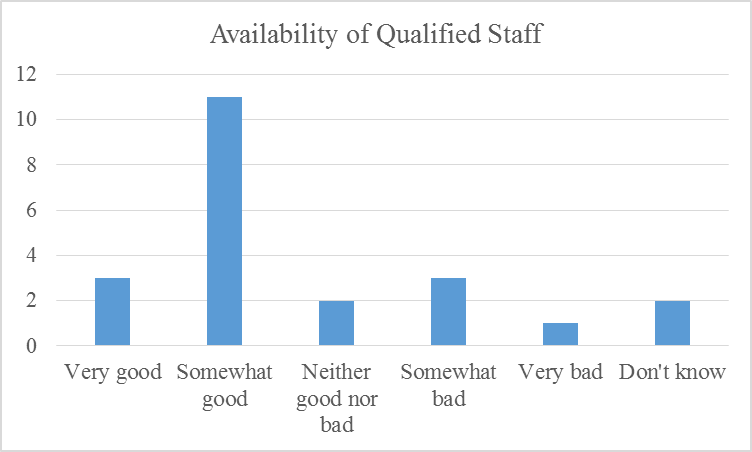 Availability of Qualified Staff
12
10
8
6
4
2
0
Very good
Somewhat
good
Neither
good nor
bad
Somewhat
bad
Very bad
Don't know